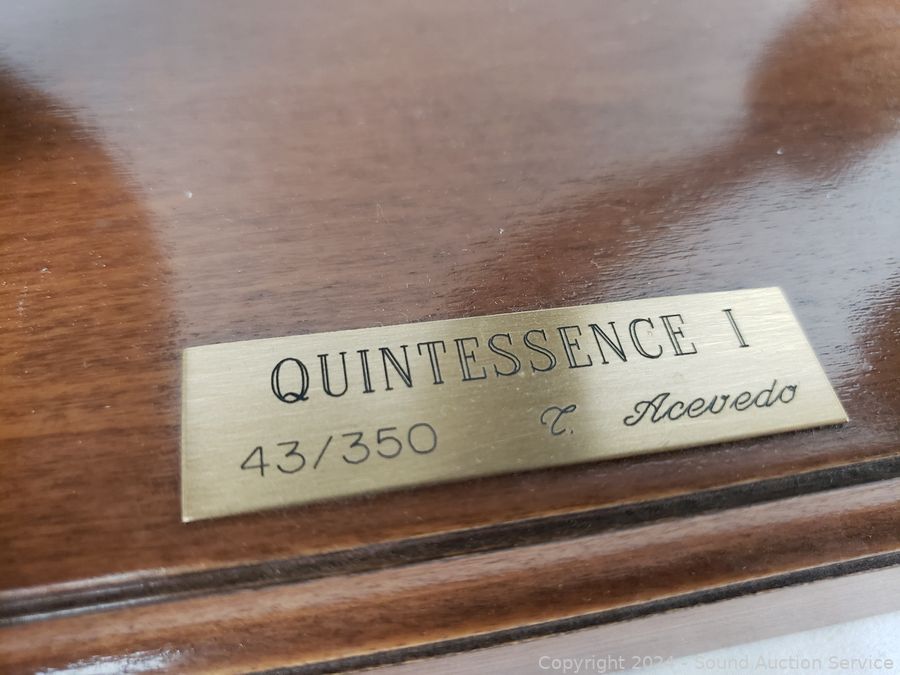 QUINTESSENCE I
43/350 T. Acevedo
Copyright 2024 - Sound Auction Service